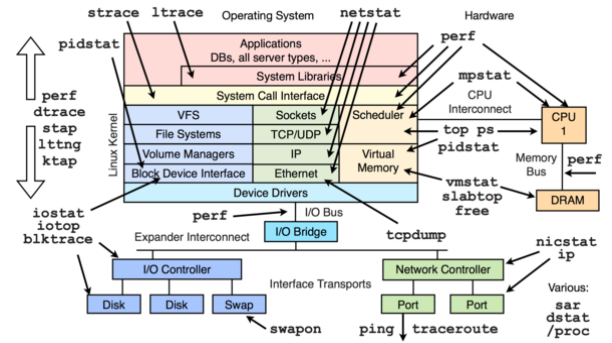 strace ltrace Operating System netstat Hardware
pidstat Applications perf
DBs, all server types, ...
System Libraries mpstat
System Call Interface CPU
Interconnect
perf
dtrace
stap
lttng
ktap
Linux Kernel
VFS Sockets Scheduler CPU
1
File Systems TCP/UDP top ps
pidstat
Volume Managers IP Virtual
Memory
Memory
Bus
perf
Block Device Interface Ethernet
vmstat
slabtop
free
DRAM
Device Drivers
iostat
iotop
blktrace
perf I/O Bus
I/O Bridge tcpdump
Expander Interconnect
nicstat
ip
I/O Controller Interface Transports Network Controller
Various:
sar
dstat
/proc
Disk Disk Swap Port Port
swapon ping traceroute